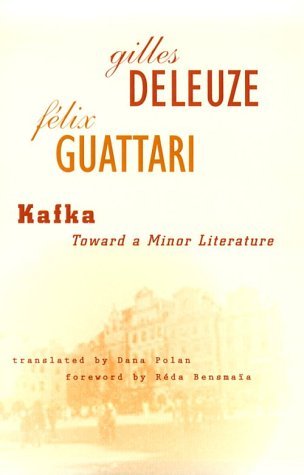 gilles
DELEUZE
félix
GUATTARI
Kafka
Toward a Minor Literature
translated by Dana Polan
foreword by Réda Bensmaïa